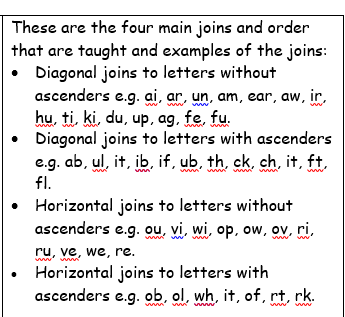 These are the four main joins and order
that are taught and examples of the joins:
• Diagonal joins to letters without
ascenders e.g. ai, ar, un, am, ear, aw, ir,
hu, ti, ki, du, up, ag, fe, fu.
• Diagonal joins to letters with ascenders
e.g. ab, ul, it, ib, if, ub, th, ck, ch, it, ft,
fl.
• Horizontal joins to letters without
ascenders e.g. ou, vi, wi, op, ow, ov, ri,
ru, ve, we, re.
• Horizontal joins to letters with
ascenders e.g. ob, ol, wh, it, of, rt, rk.